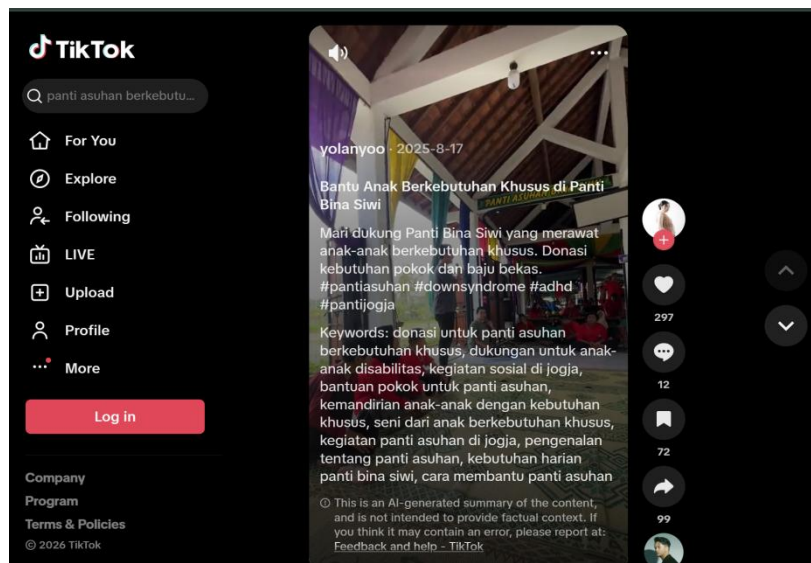 TikTok
panti asuhan berkebutu...
For You
Explore
Following
LIVE
Upload
Profile
More
Log in
Company
Program
Terms & Policies
© 2026 TikTok
PANTI ASUHAN
yolanyoo · 2025-8-17
Bantu Anak Berkebutuhan Khusus di Panti
Bina Siwi
Mari dukung Panti Bina Siwi yang merawat
anak-anak berkebutuhan khusus. Donasi
kebutuhan pokok dan baju bekas.
#pantiasuhan #downsyndrome #adhd
#pantijogja
Keywords: donasi untuk panti asuhan
berkebutuhan khusus, dukungan untuk anak-
anak disabilitas, kegiatan sosial di jogja,
bantuan pokok untuk panti asuhan,
kemandirian anak-anak dengan kebutuhan
khusus, seni dari anak berkebutuhan khusus,
kegiatan panti asuhan di jogja, pengenalan
tentang panti asuhan, kebutuhan harian
panti bina siwi, cara membantu panti asuhan
This is an AI-generated summary of the content,
and is not intended to provide factual context. If
you think it may contain an error, please report at:
Feedback and help - TikTok
297
12
72
99